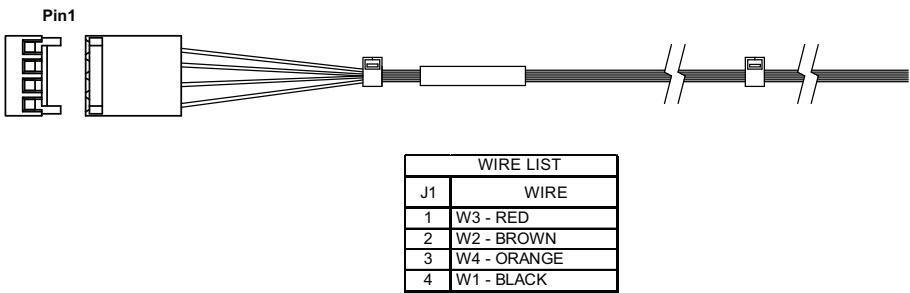 Pin1
WIRE LIST
J1 WIRE
1 W3 - RED
2 W2 - BROWN
3 W4 - ORANGE
4 W1 - BLACK